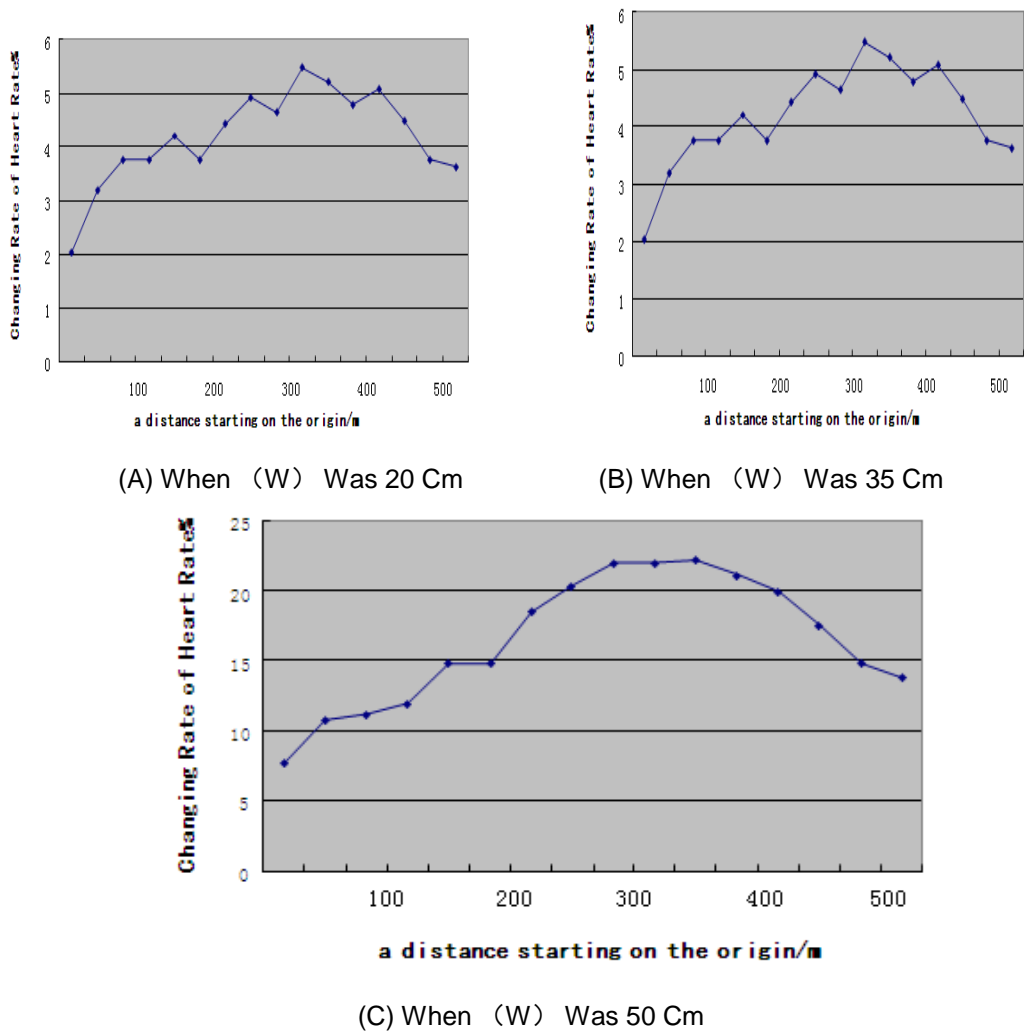 6
5
4
3
2
1
0
Changing Rate of Heart Rate%
100 200 300 400 500
a distance starting on the origin/m
(A) When （W） Was 20 Cm
6
5
4
3
2
1
0
Changing Rate of Heart Rate%
100 200 300 400 500
a distance starting on the origin/m
(B) When （W） Was 35 Cm
25
20
15
10
5
0
Changing Rate of Heart Rate%
100 200 300 400 500
a distance starting on the origin/m
(C) When （W） Was 50 Cm